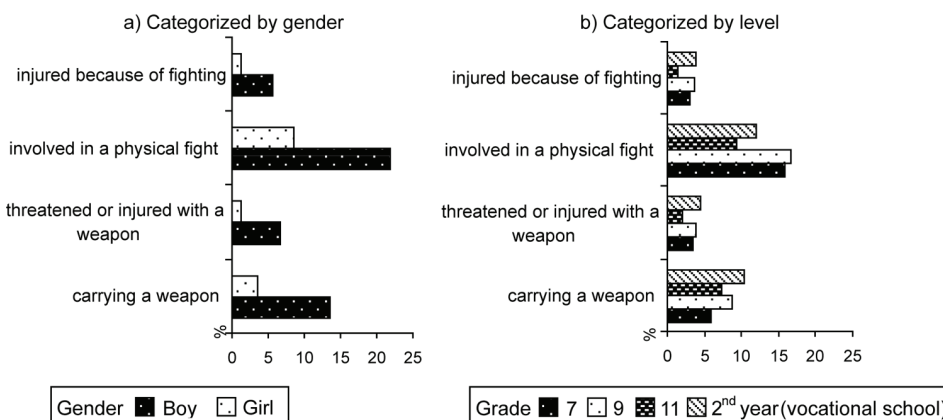 a) Categorized by gender
injured because of fighting
involved in a physical fight
threatened or injured with a
weapon
carrying a weapon
%
0 5 10 15 20 25
Gender Boy Girl
b) Categorized by level
injured because of fighting
involved in a physical fight
threatened or injured with a
weapon
carrying a weapon
%
0 5 10 15 20 25
Grade 7 9 11 2nd year (vocational school)